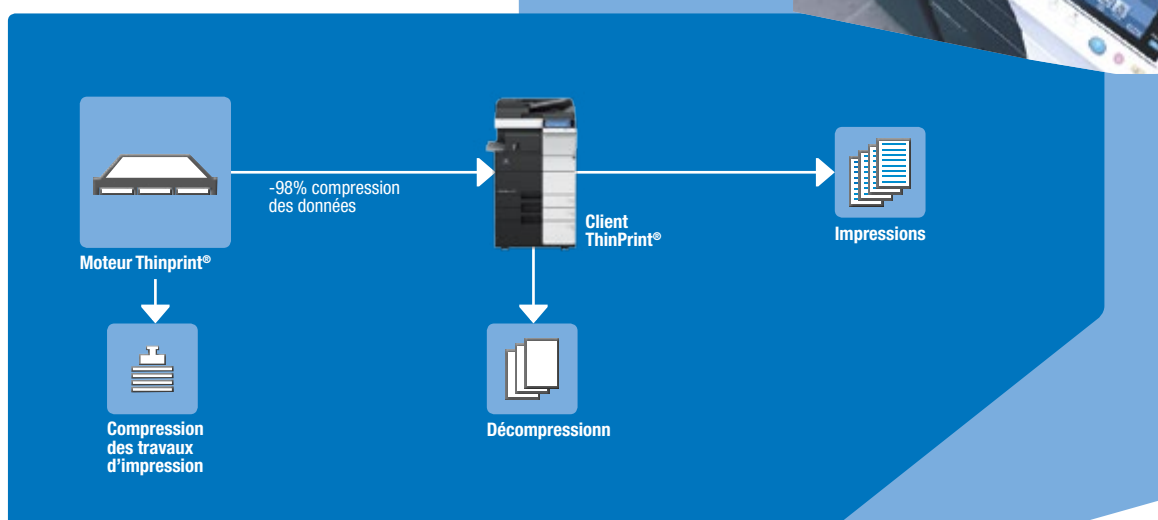 -98% compression
des données
Client
ThinPrint®
Impressions
Moteur Thinprint®
Compression
des travaux
d'impression
Décompressionn